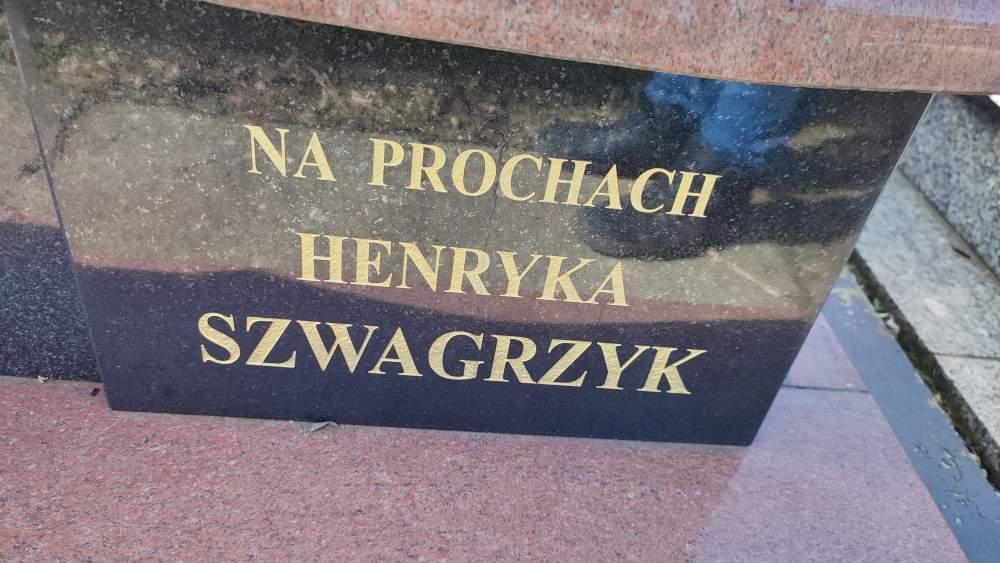 NA PROCHACH
HENRYKA
SZWAGRZYK